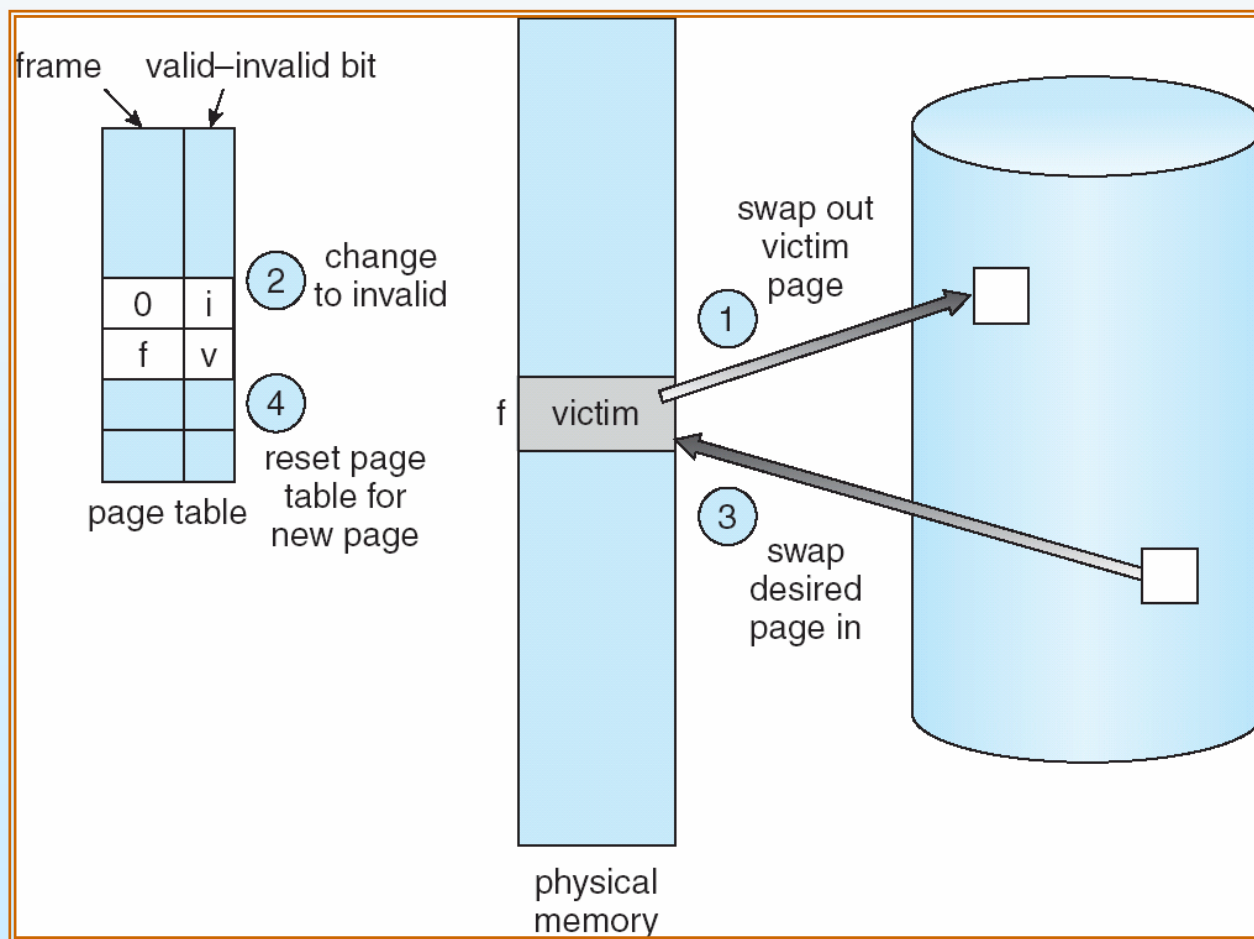 frame
valid–invalid bit
0
i
f
v
2
change
to invalid
4
reset page
table for
new page
page table
f
victim
physical
memory
1
swap out
victim
page
3
swap
desired
page in